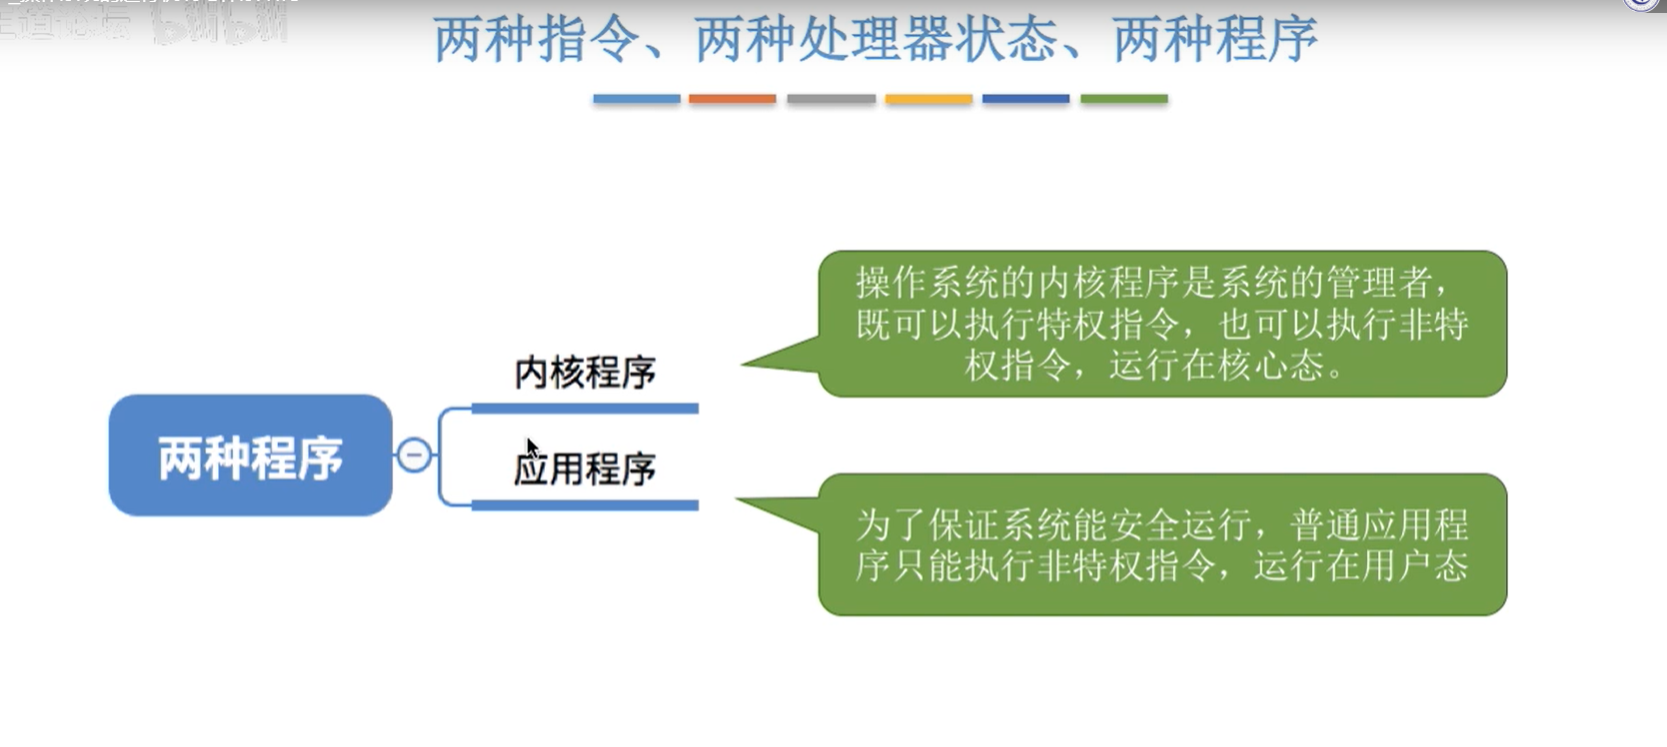 王道论坛 bilibili
两种指令、两种处理器状态、两种程序
操作系统的内核程序是系统的管理者，
既可以执行特权指令，也可以执行非特
权指令，运行在核心态。
内核程序
两种程序
应用程序
为了保证系统能安全运行，普通应用程
序只能执行非特权指令，运行在用户态